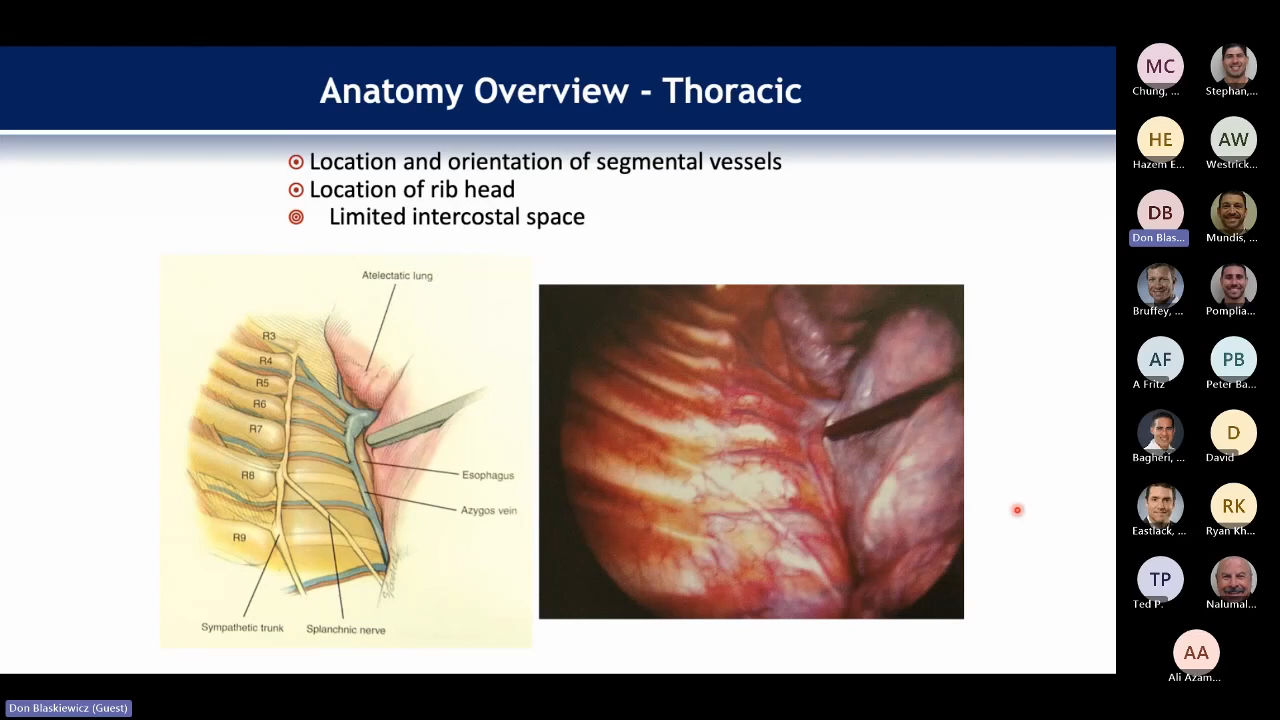 Anatomy Overview - Thoracic
Location and orientation of segmental vessels
Location of rib head
Limited intercostal space
Atelectatic lung
R3
R4
R5
R6
R7
R8
R9
Esophagus
Azygos vein
Sympathetic trunk
Splanchnic nerve
MC
Chung, ...
Stephan,...
HE
Hazem E...
AW
Westrick...
DB
Don Blas...
Mundis, ...
Bruffey, ...
Pomplia...
AF
A Fritz
PB
Peter Ba...
Bagheri, ...
D
David
Eastlack, ...
RK
Ryan Kh...
TP
Ted P.
Nalumal...
AA
Ali Azam...
Don Blaskiewicz (Guest)